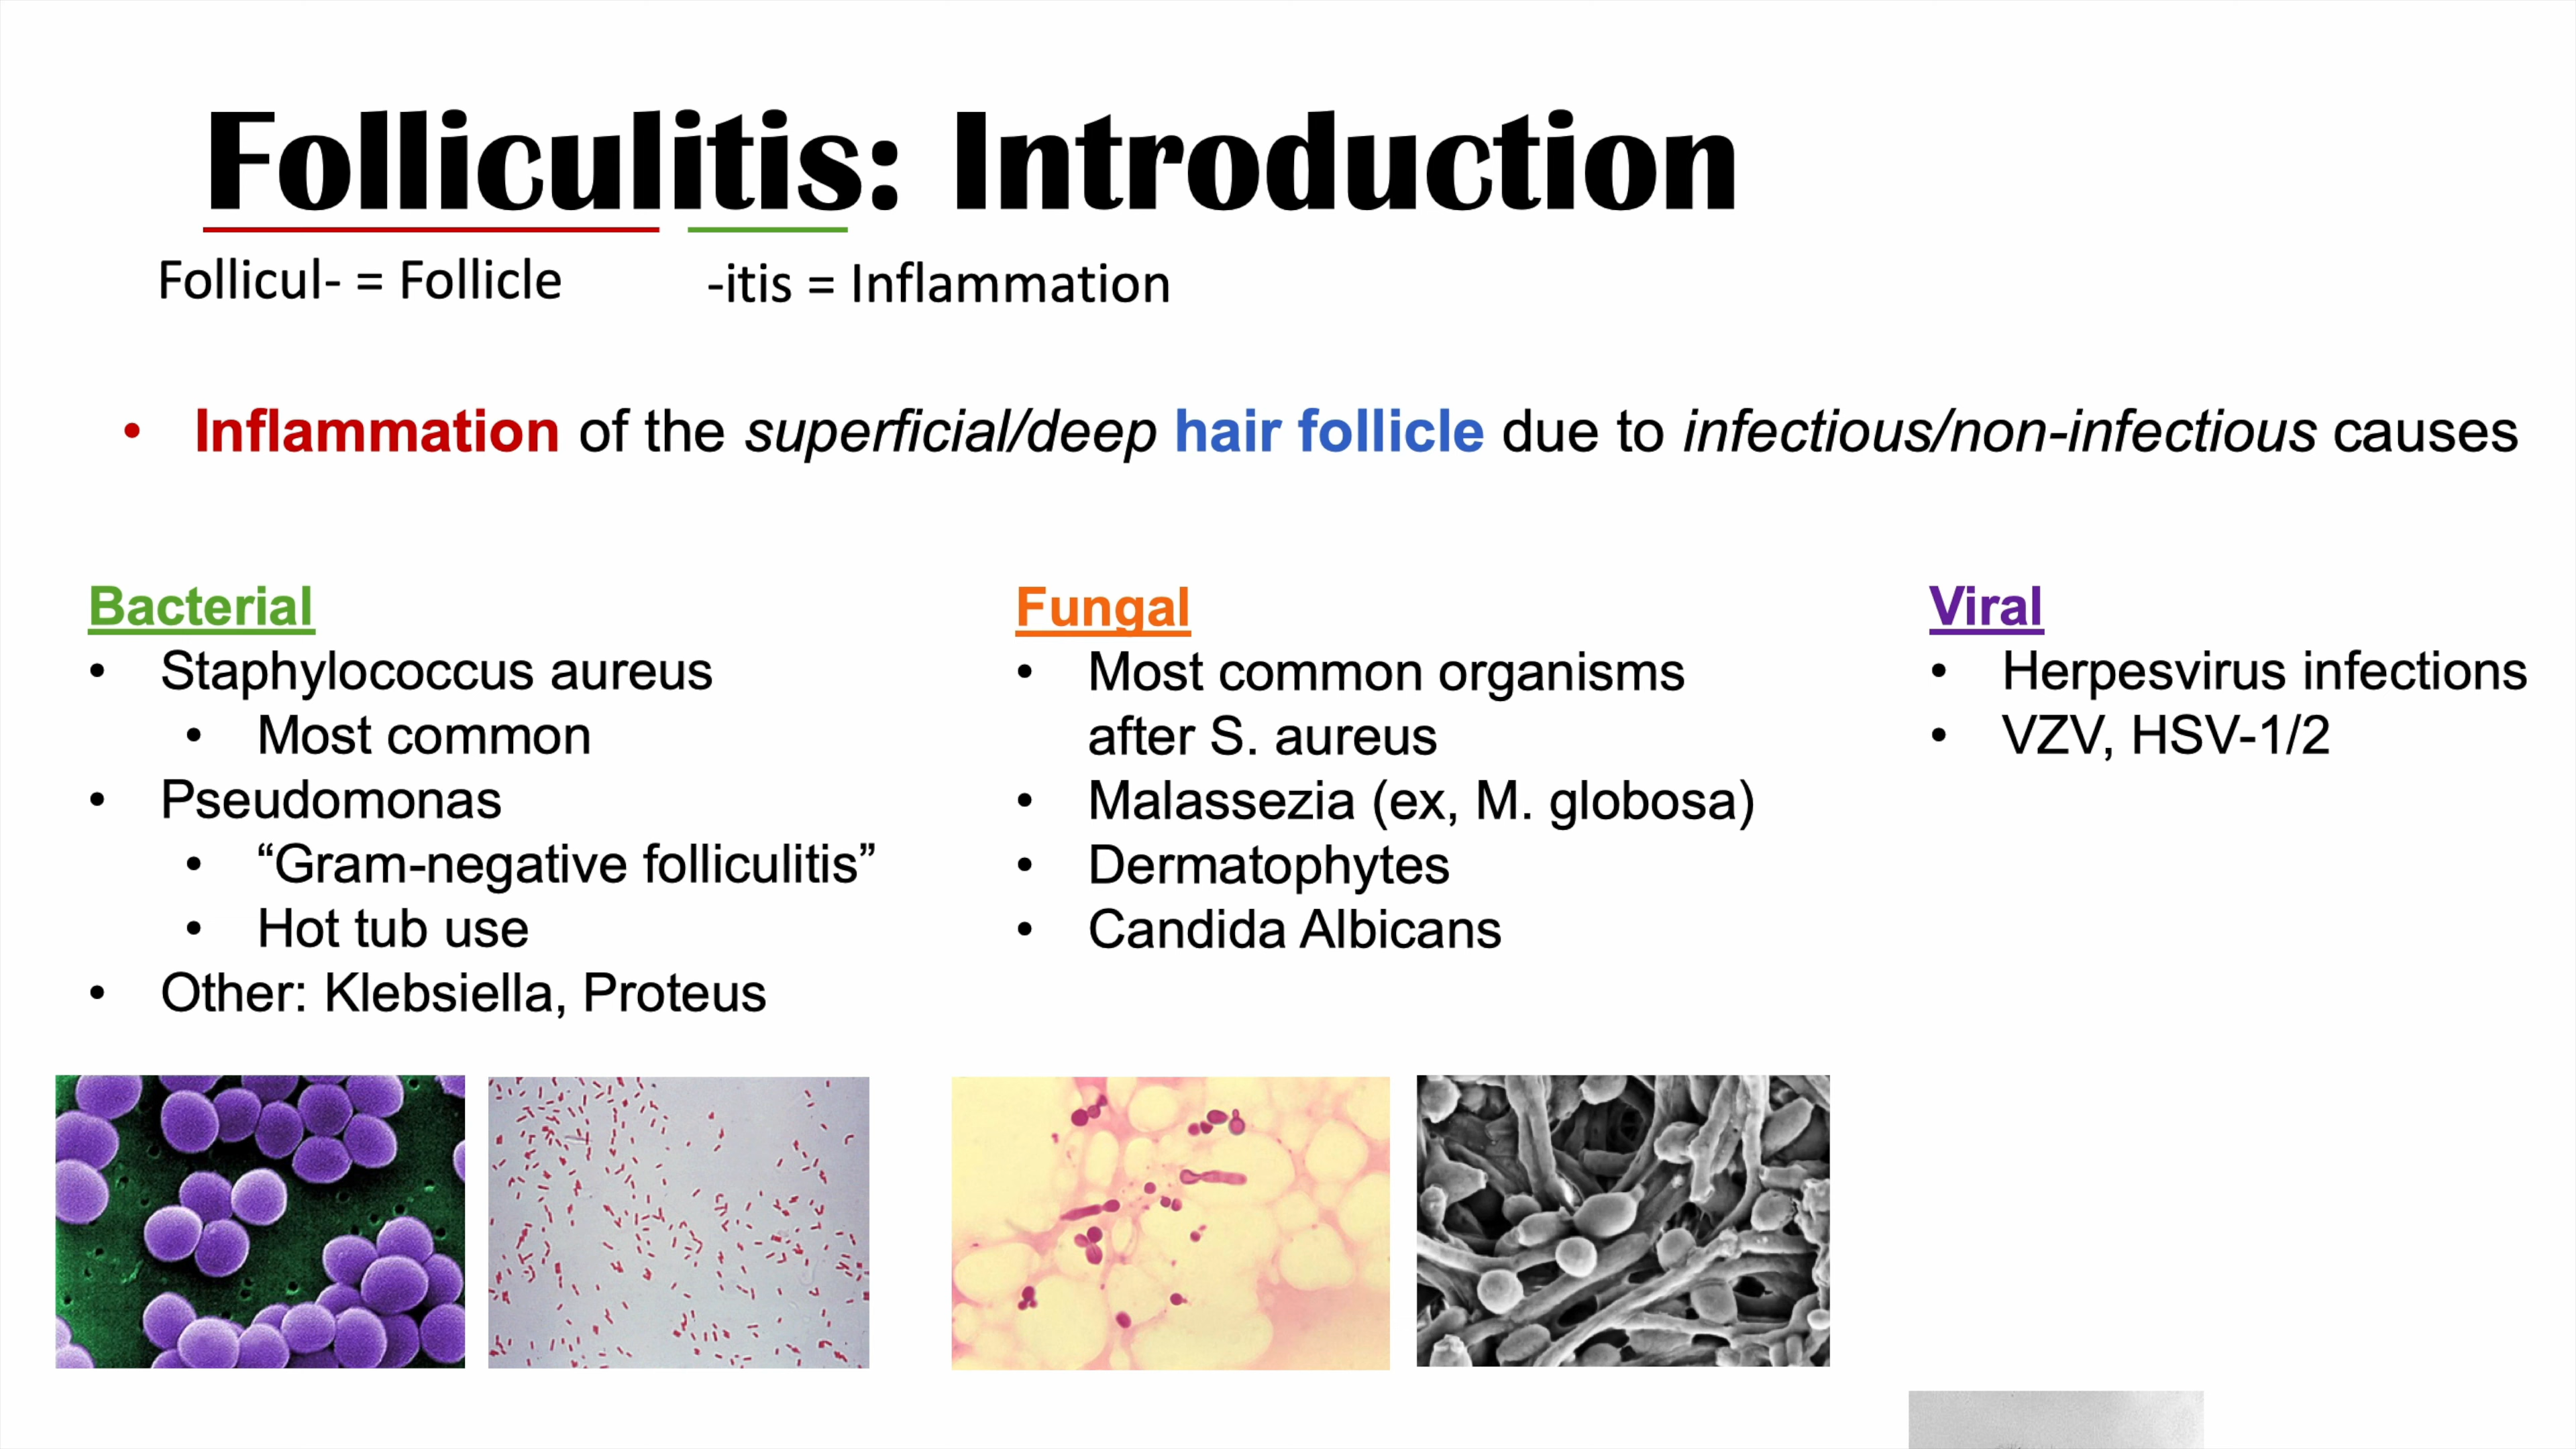 Folliculitis: Introduction
Follicul- = Follicle
-itis = Inflammation
• Inflammation of the superficial/deep hair follicle due to infectious/non-infectious causes
Bacterial
• Staphylococcus aureus
• Most common
• Pseudomonas
• “Gram-negative folliculitis”
• Hot tub use
• Other: Klebsiella, Proteus
Fungal
• Most common organisms
after S. aureus
• Malassezia (ex, M. globosa)
• Dermatophytes
• Candida Albicans
Viral
• Herpesvirus infections
• VZV, HSV-1/2